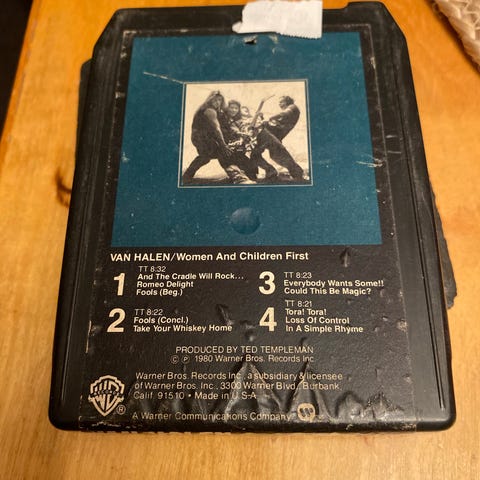 VAN HALEN/Women And Children First
1
TT 8:32
And The Cradle Will Rock...
Romeo Delight
Fools (Beg.)
2
TT 8:22
Fools (Concl.)
Take Your Whiskey Home
3
TT 8:23
Everybody Wants Some!!
Could This Be Magic?
4
TT 8:21
Tora! Tora!
Loss Of Control
In A Simple Rhyme
PRODUCED BY TED TEMPLEMAN
© ℗ 1980 Warner Bros. Records Inc.
Warner Bros. Records Inc., a subsidiary & licensee
of Warner Bros. Inc., 3300 Warner Blvd., Burbank
Calif. 91510 • Made in U.S.A.
A Warner Communications Company